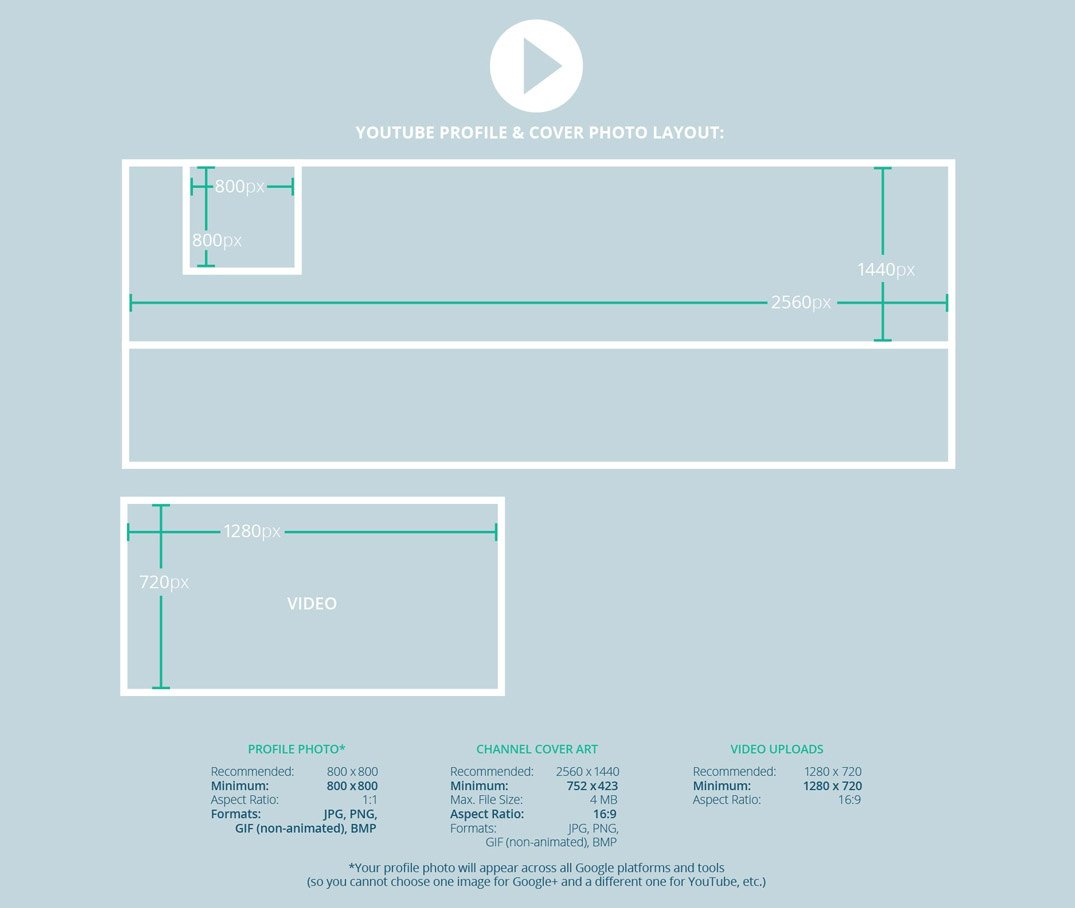 YOUTUBE PROFILE & COVER PHOTO LAYOUT:
800px
800px
1440px
2560px
1280px
720px
VIDEO
PROFILE PHOTO*
Recommended: 800 x 800
Minimum: 800 x 800
Aspect Ratio: 1:1
Formats: JPG, PNG,
GIF (non-animated), BMP
CHANNEL COVER ART
Recommended: 2560 x 1440
Minimum: 752 x 423
Max. File Size: 4 MB
Aspect Ratio: 16:9
Formats: JPG, PNG,
GIF (non-animated), BMP
VIDEO UPLOADS
Recommended: 1280 x 720
Minimum: 1280 x 720
Aspect Ratio: 16:9
*Your profile photo will appear across all Google platforms and tools
(so you cannot choose one image for Google+ and a different one for YouTube, etc.)